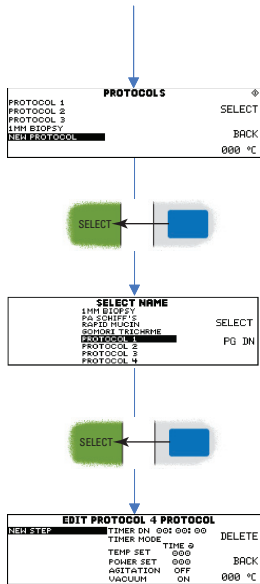 PROTOCOLS
PROTOCOL 1
PROTOCOL 2
PROTOCOL 3
1MM BIOPSY
NEW PROTOCOL
SELECT
BACK
000 °C
SELECT
SELECT NAME
1MM BIOPSY
PA SCHIFF'S
RAPID MUCIN
GOMORI TRICHRME
PROTOCOL 1
PROTOCOL 2
PROTOCOL 3
PROTOCOL 4
SELECT
PG DN
SELECT
EDIT PROTOCOL 4 PROTOCOL
NEW STEP
TIMER DN 00:00:00
TIMER MODE
TIME @
TEMP SET 000
POWER SET 000
AGITATION OFF
VACUUM ON
DELETE
BACK
000 °C